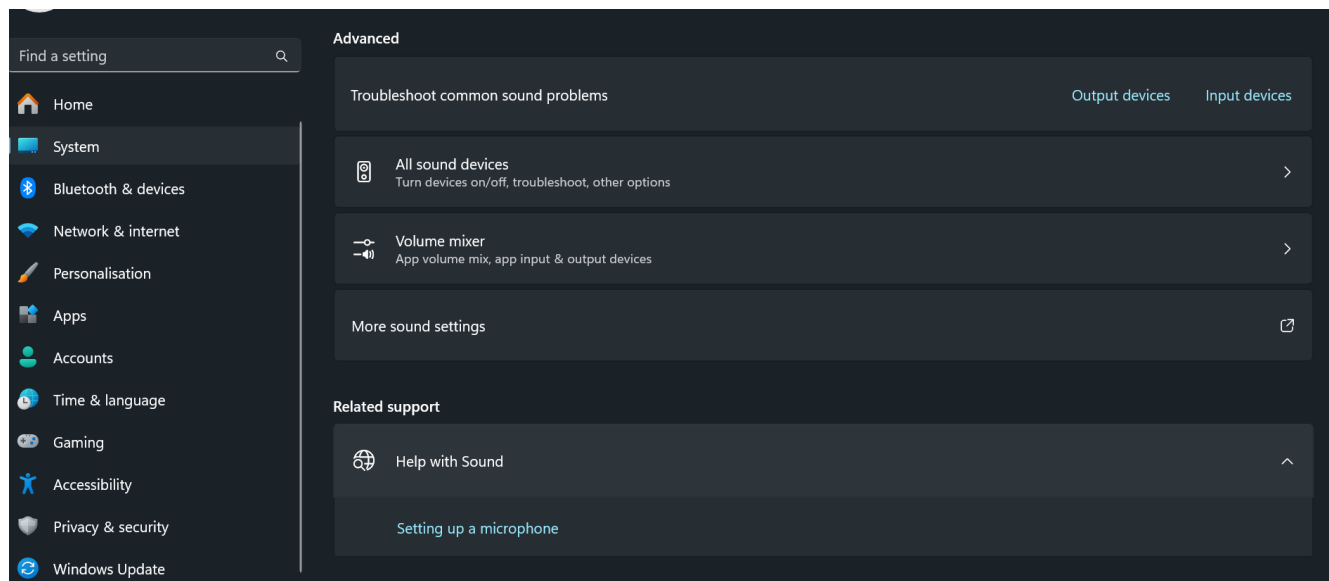 Find a setting
Home
System
Bluetooth & devices
Network & internet
Personalisation
Apps
Accounts
Time & language
Gaming
Accessibility
Privacy & security
Windows Update
Advanced
Troubleshoot common sound problems
Output devices
Input devices
All sound devices
Turn devices on/off, troubleshoot, other options
Volume mixer
App volume mix, app input & output devices
More sound settings
Related support
Help with Sound
Setting up a microphone